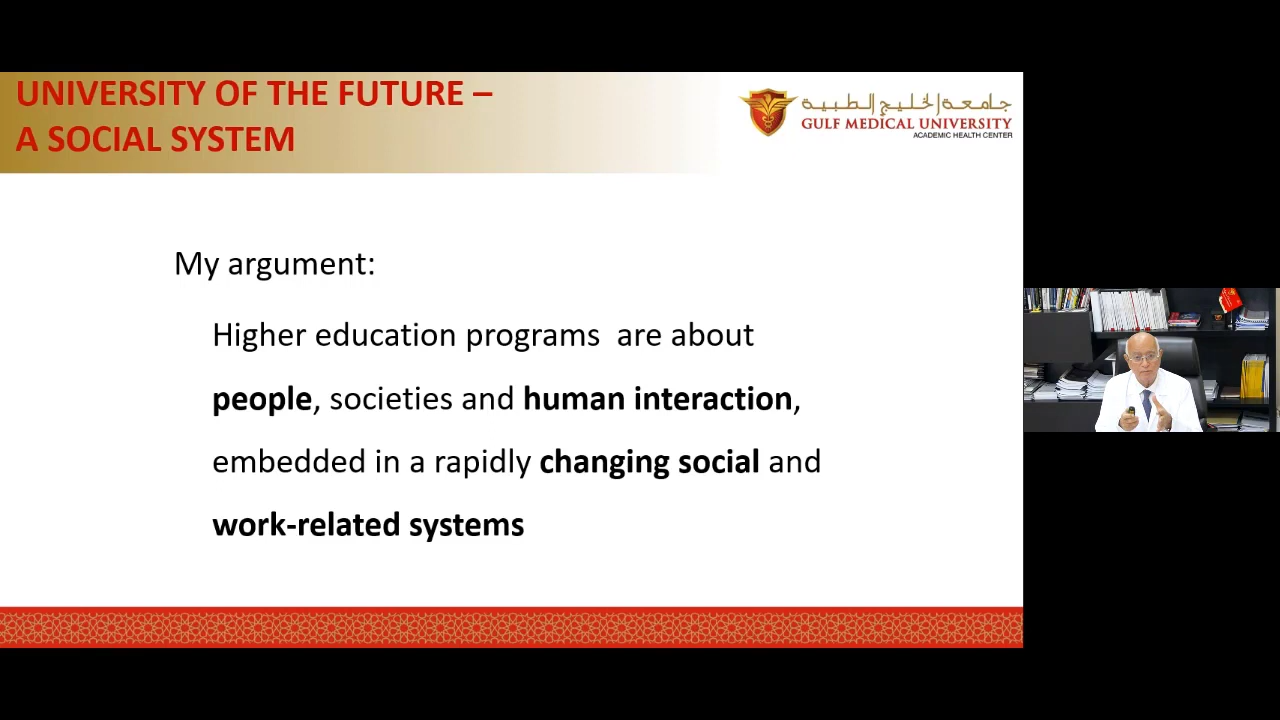 UNIVERSITY OF THE FUTURE –
A SOCIAL SYSTEM
جامعة الخليج الطبية
GULF MEDICAL UNIVERSITY
ACADEMIC HEALTH CENTER
My argument:
Higher education programs  are about
people, societies and human interaction,
embedded in a rapidly changing social and
work-related systems